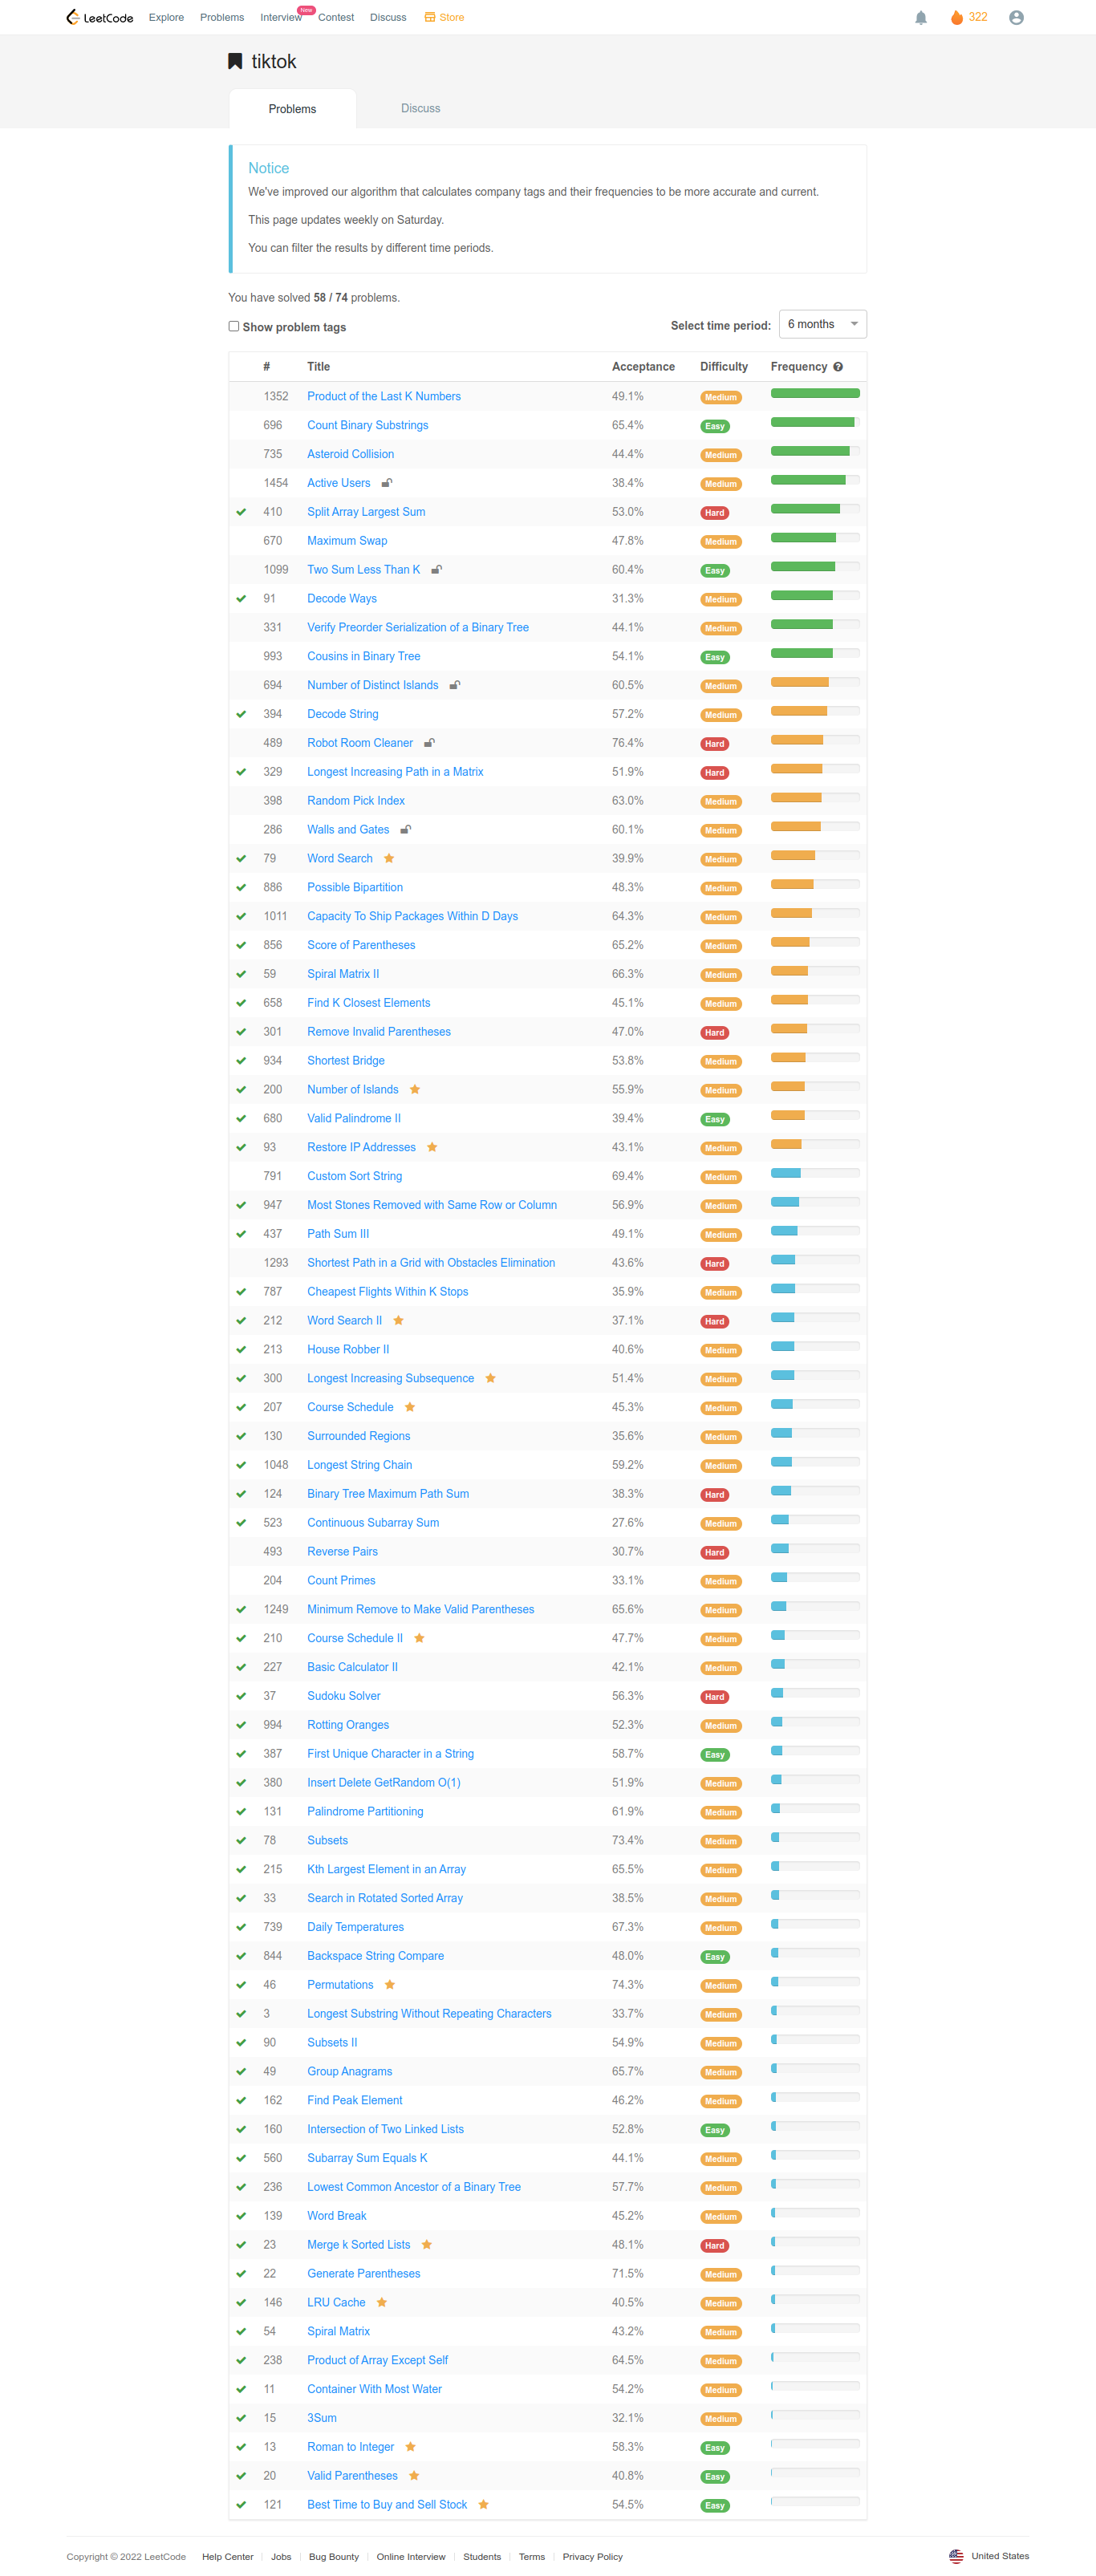 LeetCode Explore Problems Interview New Contest Discuss Store 322
tiktok
Problems Discuss
Notice
We've improved our algorithm that calculates company tags and their frequencies to be more accurate and current.
This page updates weekly on Saturday.
You can filter the results by different time periods.
You have solved 58 / 74 problems.
Show problem tags Select time period: 6 months
# Title Acceptance Difficulty Frequency
1352 Product of the Last K Numbers 49.1% Medium
696 Count Binary Substrings 65.4% Easy
735 Asteroid Collision 44.4% Medium
1454 Active Users 38.4% Medium
410 Split Array Largest Sum 53.0% Hard
670 Maximum Swap 47.8% Medium
1099 Two Sum Less Than K 60.4% Easy
91 Decode Ways 31.3% Medium
331 Verify Preorder Serialization of a Binary Tree 44.1% Medium
993 Cousins in Binary Tree 54.1% Easy
694 Number of Distinct Islands 60.5% Medium
394 Decode String 57.2% Medium
489 Robot Room Cleaner 76.4% Hard
329 Longest Increasing Path in a Matrix 51.9% Hard
398 Random Pick Index 63.0% Medium
286 Walls and Gates 60.1% Medium
79 Word Search 39.9% Medium
886 Possible Bipartition 48.3% Medium
1011 Capacity To Ship Packages Within D Days 64.3% Medium
856 Score of Parentheses 65.2% Medium
59 Spiral Matrix II 66.3% Medium
658 Find K Closest Elements 45.1% Medium
301 Remove Invalid Parentheses 47.0% Hard
934 Shortest Bridge 53.8% Medium
200 Number of Islands 55.9% Medium
680 Valid Palindrome II 39.4% Easy
93 Restore IP Addresses 43.1% Medium
791 Custom Sort String 69.4% Medium
947 Most Stones Removed with Same Row or Column 56.9% Medium
437 Path Sum III 49.1% Medium
1293 Shortest Path in a Grid with Obstacles Elimination 43.6% Hard
787 Cheapest Flights Within K Stops 35.9% Medium
212 Word Search II 37.1% Hard
213 House Robber II 40.6% Medium
300 Longest Increasing Subsequence 51.4% Medium
207 Course Schedule 45.3% Medium
130 Surrounded Regions 35.6% Medium
1048 Longest String Chain 59.2% Medium
124 Binary Tree Maximum Path Sum 38.3% Hard
523 Continuous Subarray Sum 27.6% Medium
493 Reverse Pairs 30.7% Hard
204 Count Primes 33.1% Medium
1249 Minimum Remove to Make Valid Parentheses 65.6% Medium
210 Course Schedule II 47.7% Medium
227 Basic Calculator II 42.1% Medium
37 Sudoku Solver 56.3% Hard
994 Rotting Oranges 52.3% Medium
387 First Unique Character in a String 58.7% Easy
380 Insert Delete GetRandom O(1) 51.9% Medium
131 Palindrome Partitioning 61.9% Medium
78 Subsets 73.4% Medium
215 Kth Largest Element in an Array 65.5% Medium
33 Search in Rotated Sorted Array 38.5% Medium
739 Daily Temperatures 67.3% Medium
844 Backspace String Compare 48.0% Easy
46 Permutations 74.3% Medium
3 Longest Substring Without Repeating Characters 33.7% Medium
90 Subsets II 54.9% Medium
49 Group Anagrams 65.7% Medium
162 Find Peak Element 46.2% Medium
160 Intersection of Two Linked Lists 52.8% Easy
560 Subarray Sum Equals K 44.1% Medium
236 Lowest Common Ancestor of a Binary Tree 57.7% Medium
139 Word Break 45.2% Medium
23 Merge k Sorted Lists 48.1% Hard
22 Generate Parentheses 71.5% Medium
146 LRU Cache 40.5% Medium
54 Spiral Matrix 43.2% Medium
238 Product of Array Except Self 64.5% Medium
11 Container With Most Water 54.2% Medium
15 3Sum 32.1% Medium
13 Roman to Integer 58.3% Easy
20 Valid Parentheses 40.8% Easy
121 Best Time to Buy and Sell Stock 54.5% Easy
Copyright © 2022 LeetCode Help Center Jobs Bug Bounty Online Interview Students Terms Privacy Policy United States